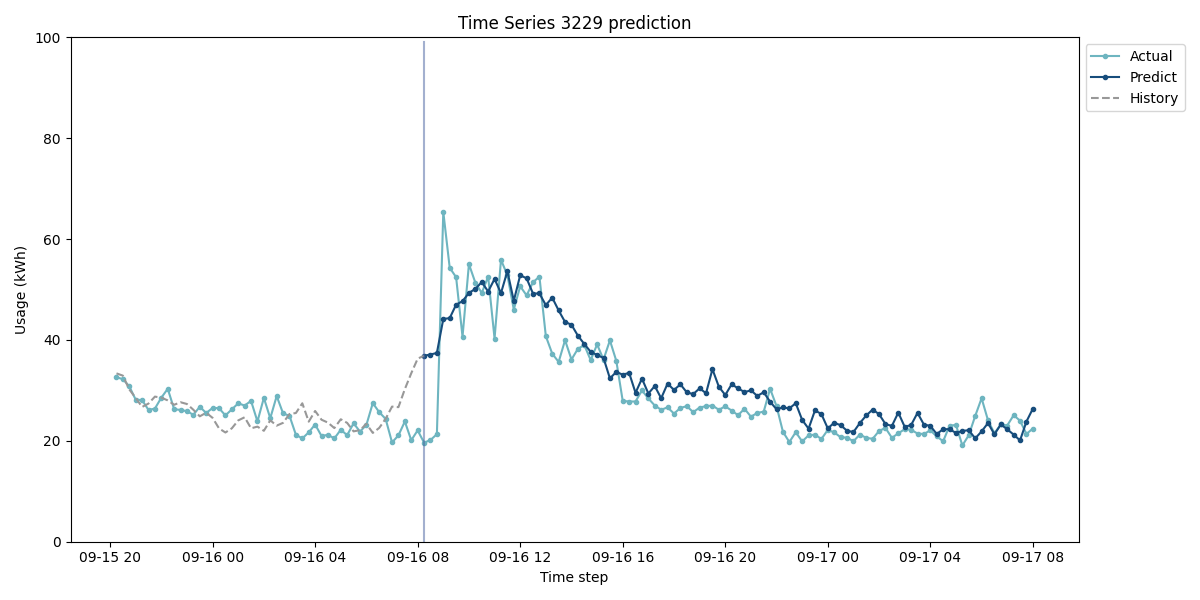 Time Series 3229 prediction
100
80
60
40
20
0
Usage (kWh)
09-15 20
09-16 00
09-16 04
09-16 08
09-16 12
09-16 16
09-16 20
09-17 00
09-17 04
09-17 08
Time step
Actual
Predict
History